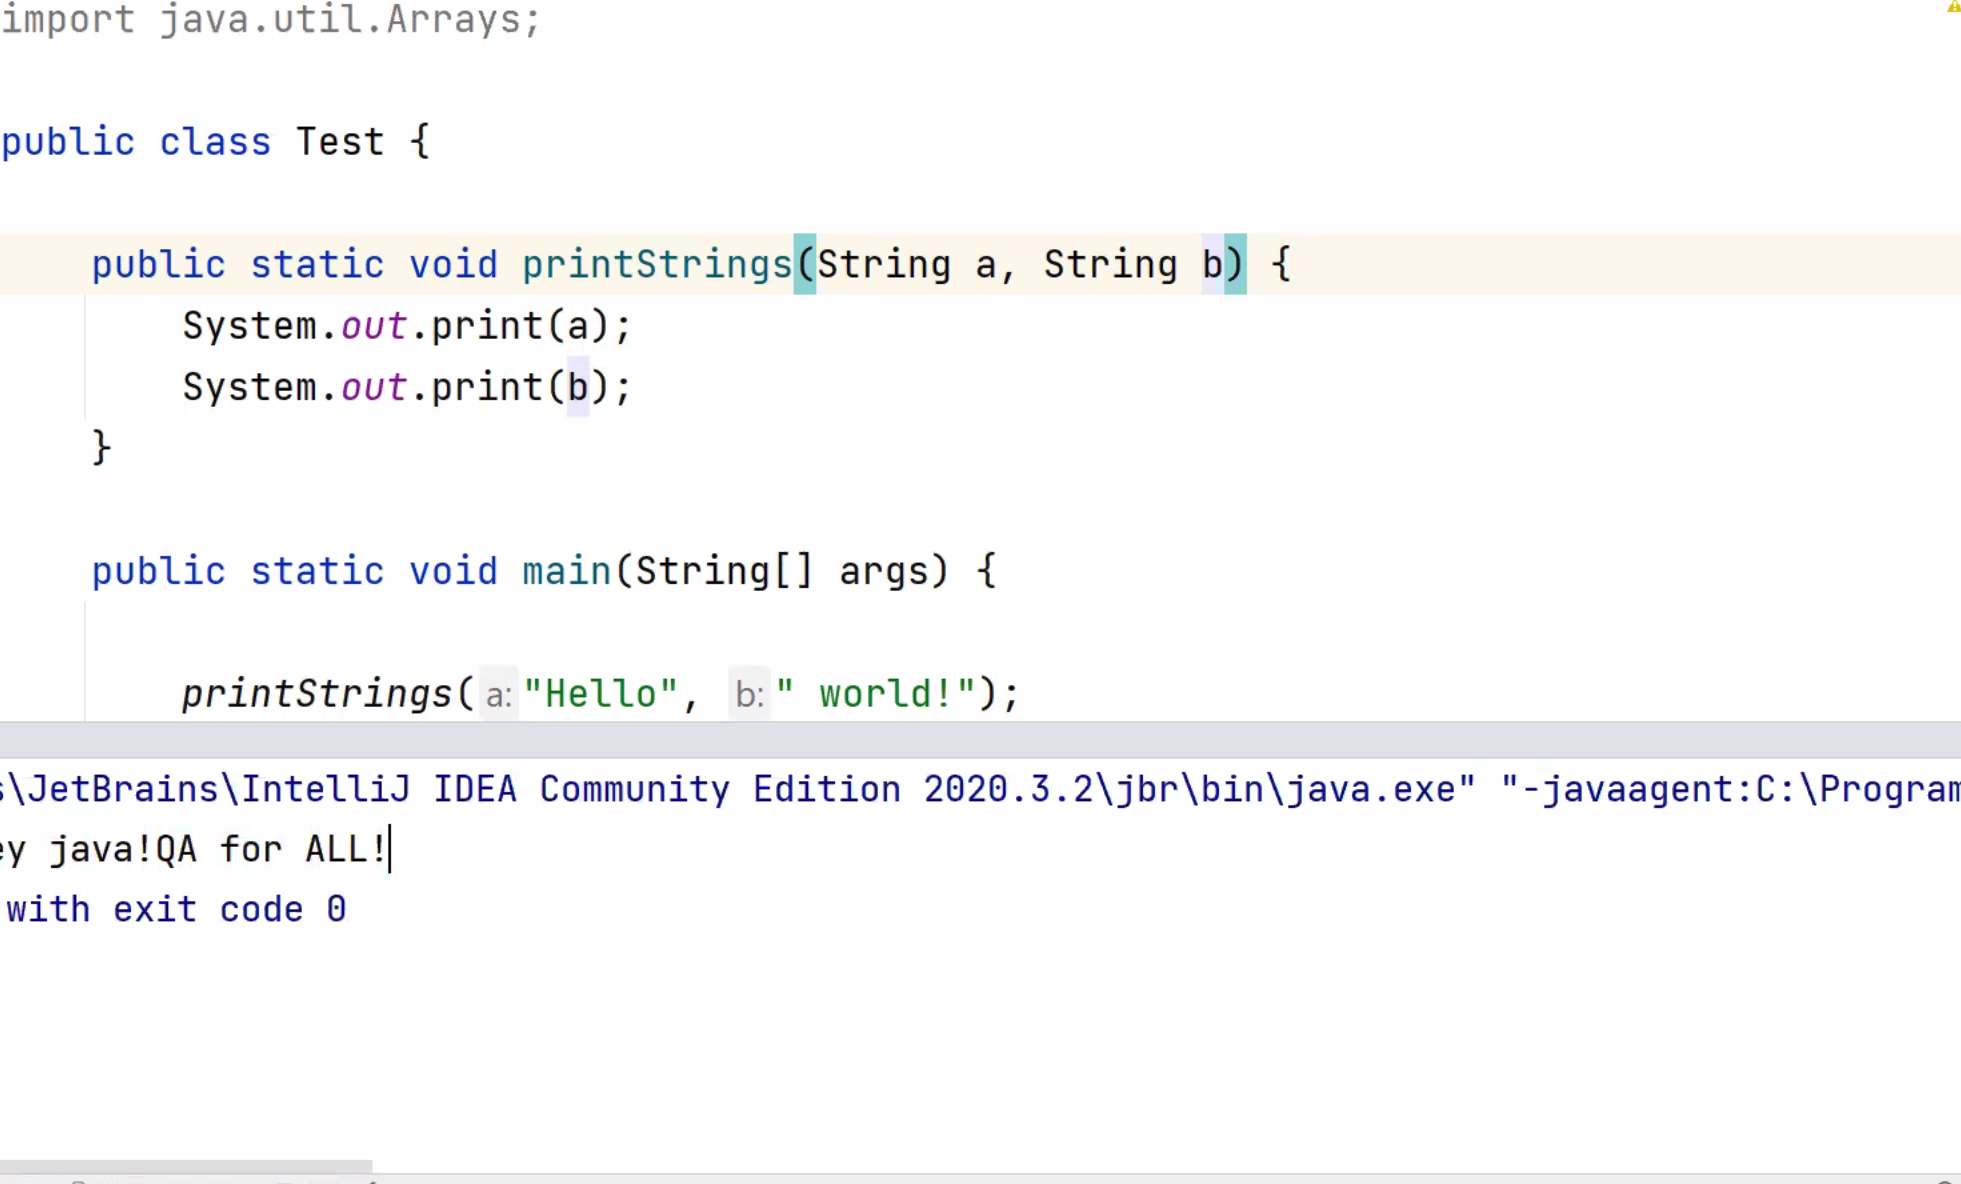 import java.util.Arrays;
public class Test {
public static void printStrings(String a, String b) {
System.out.print(a);
System.out.print(b);
}
public static void main(String[] args) {
printStrings( a: "Hello", b: " world!");
\JetBrains\IntelliJ IDEA Community Edition 2020.3.2\jbr\bin\java.exe" "-javaagent:C:\Program
ey java!QA for ALL!
with exit code 0